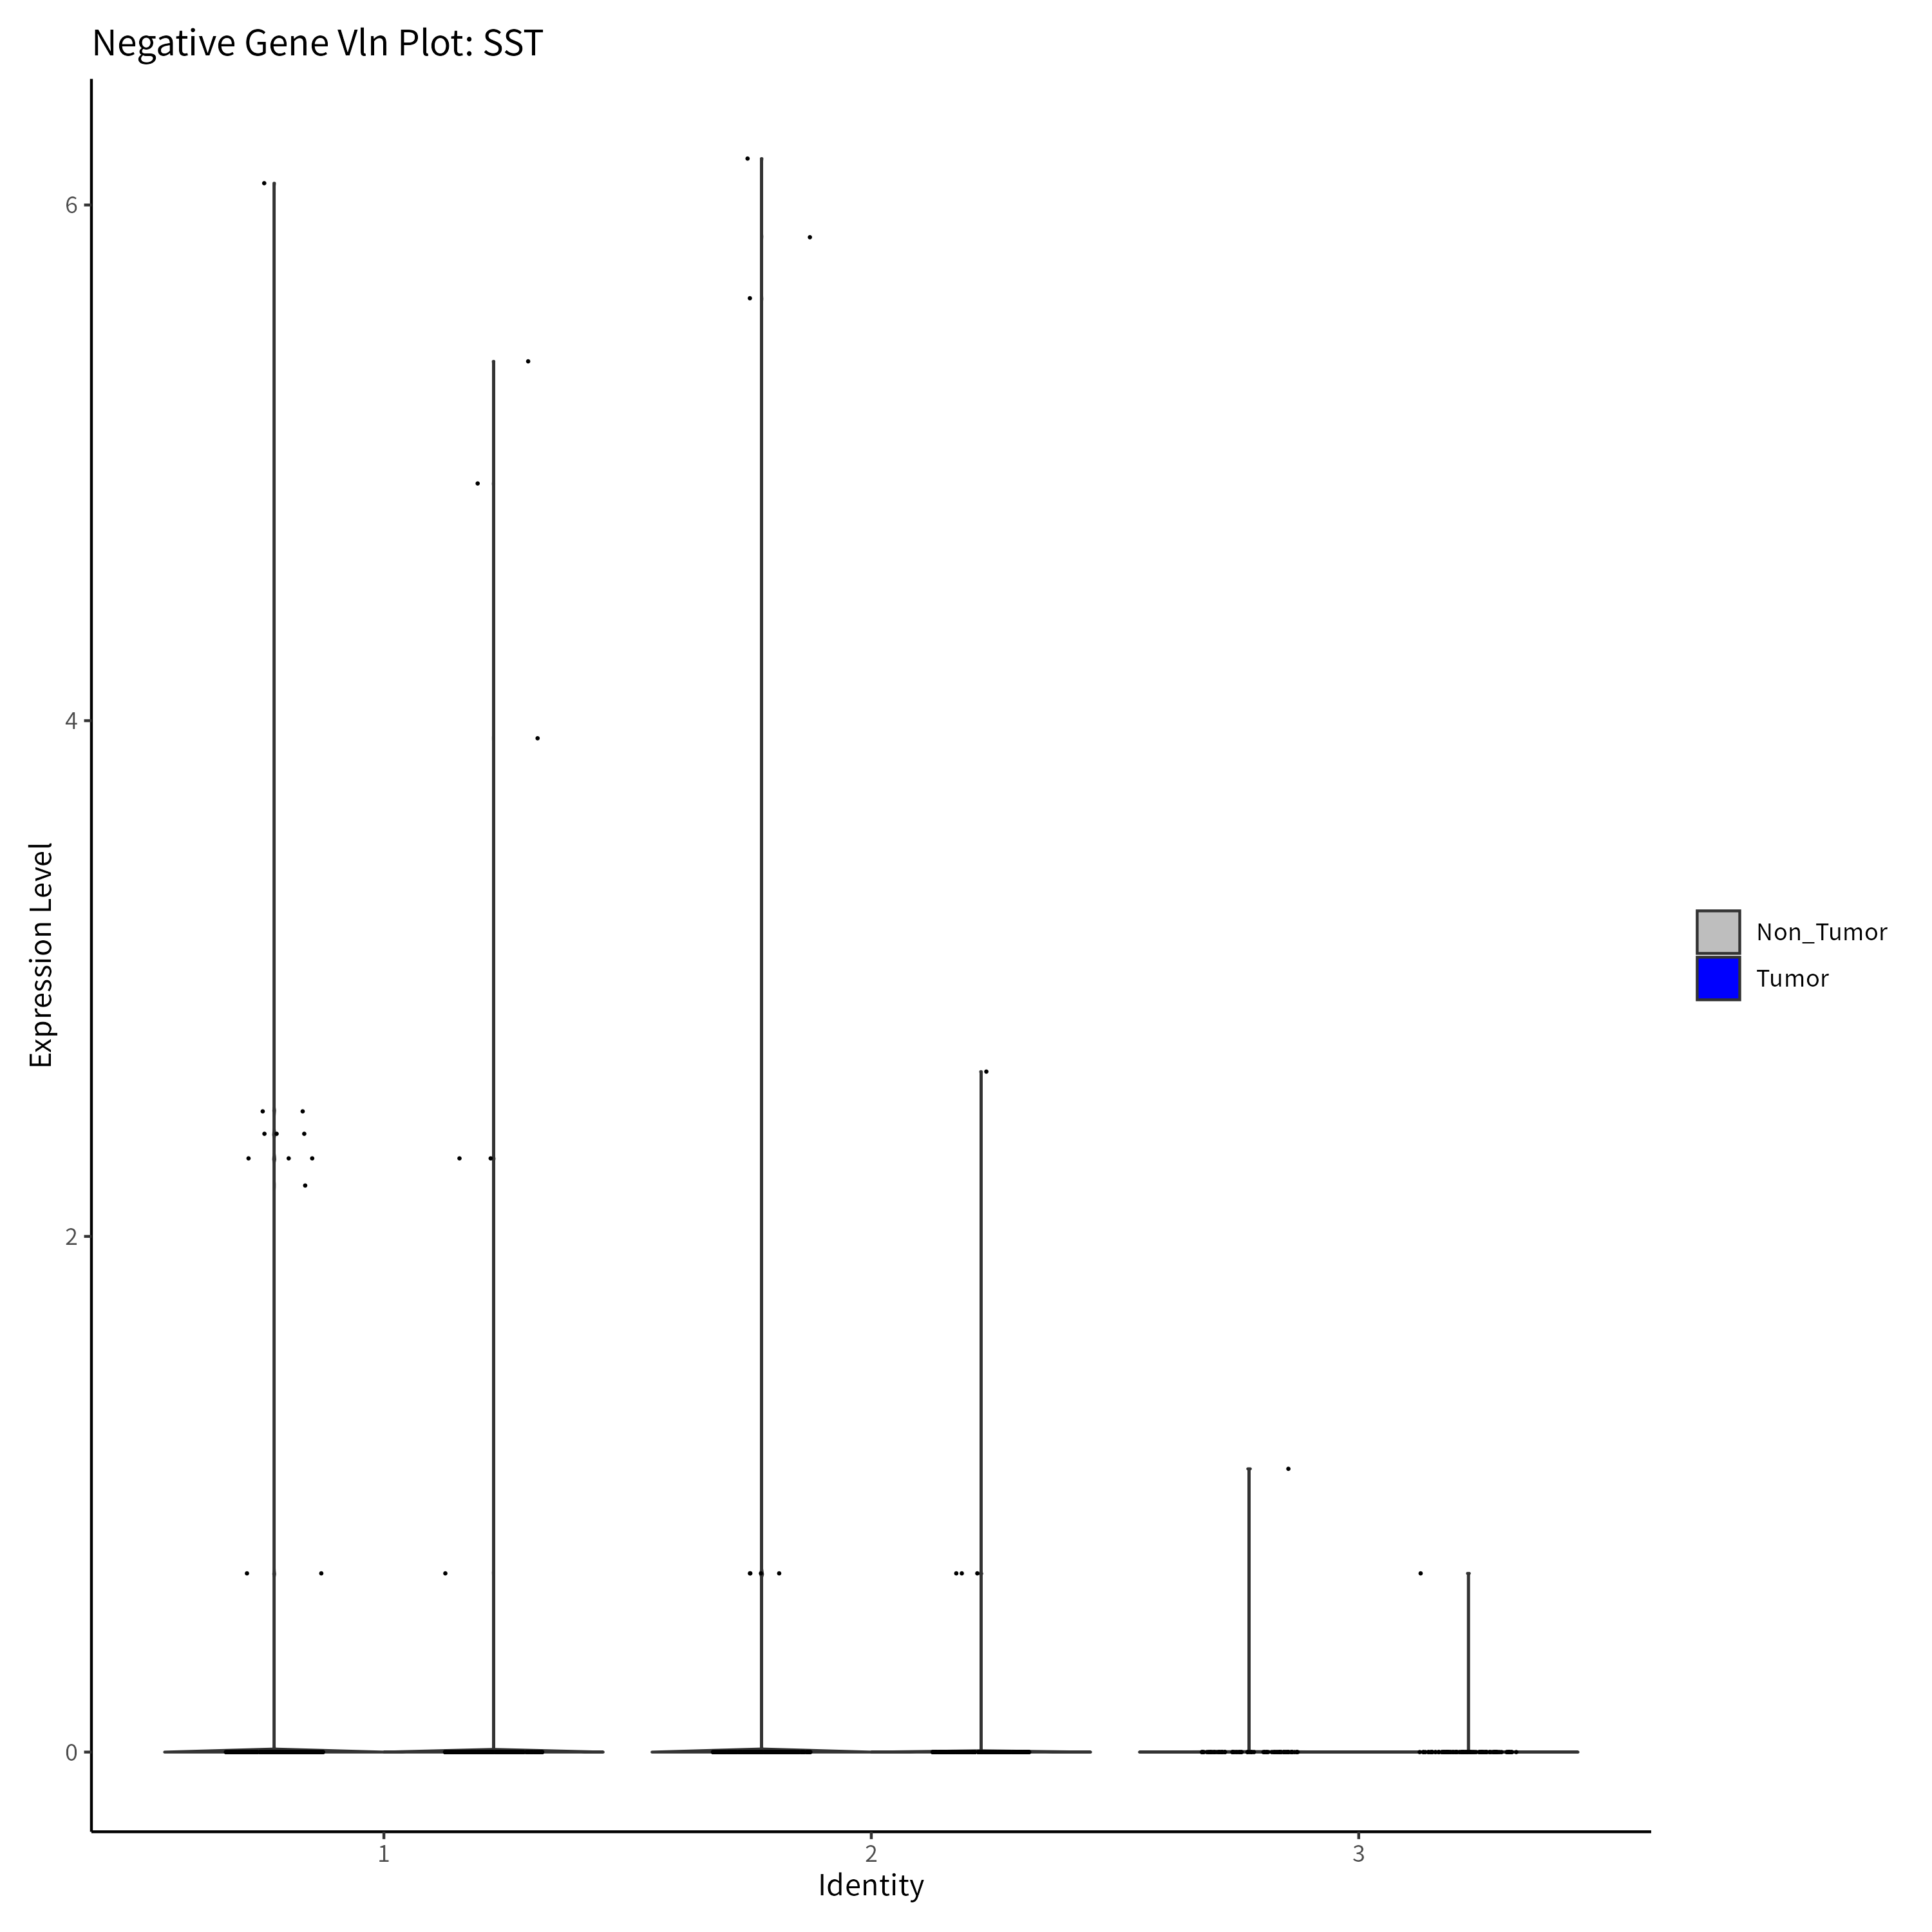 Negative Gene Vln Plot: SST
6
4
2
0
Expression Level
1
2
3
Identity
Non_Tumor
Tumor